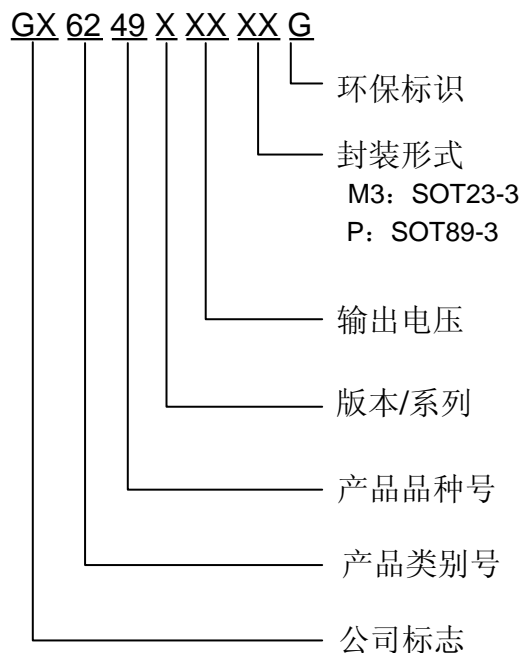 GX 62 49 X XX XX G
环保标识
封装形式
M3：SOT23-3
P：SOT89-3
输出电压
版本/系列
产品品种号
产品类别号
公司标志